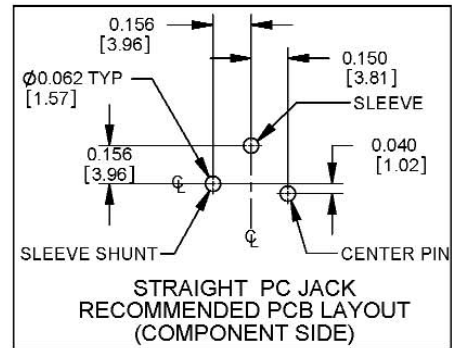 0.156
[3.96]
0.150
[3.81]
Ø0.062 TYP
[1.57]
SLEEVE
0.156
[3.96]
0.040
[1.02]
℄
℄
SLEEVE SHUNT
CENTER PIN
STRAIGHT PC JACK
RECOMMENDED PCB LAYOUT
(COMPONENT SIDE)